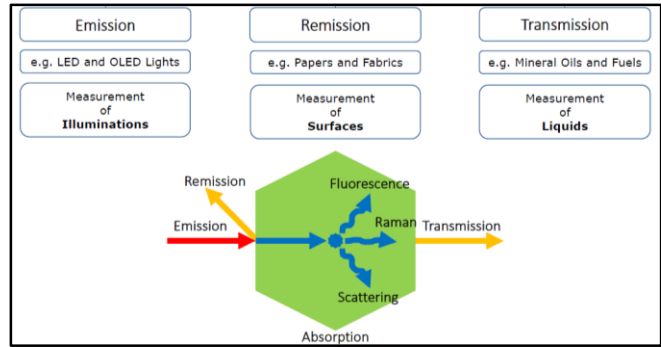 Emission
Remission
Transmission
e.g. LED and OLED Lights
e.g. Papers and Fabrics
e.g. Mineral Oils and Fuels
Measurement
of
Illuminations
Measurement
of
Surfaces
Measurement
of
Liquids
Remission
Fluorescence
Emission
Raman
Transmission
Scattering
Absorption